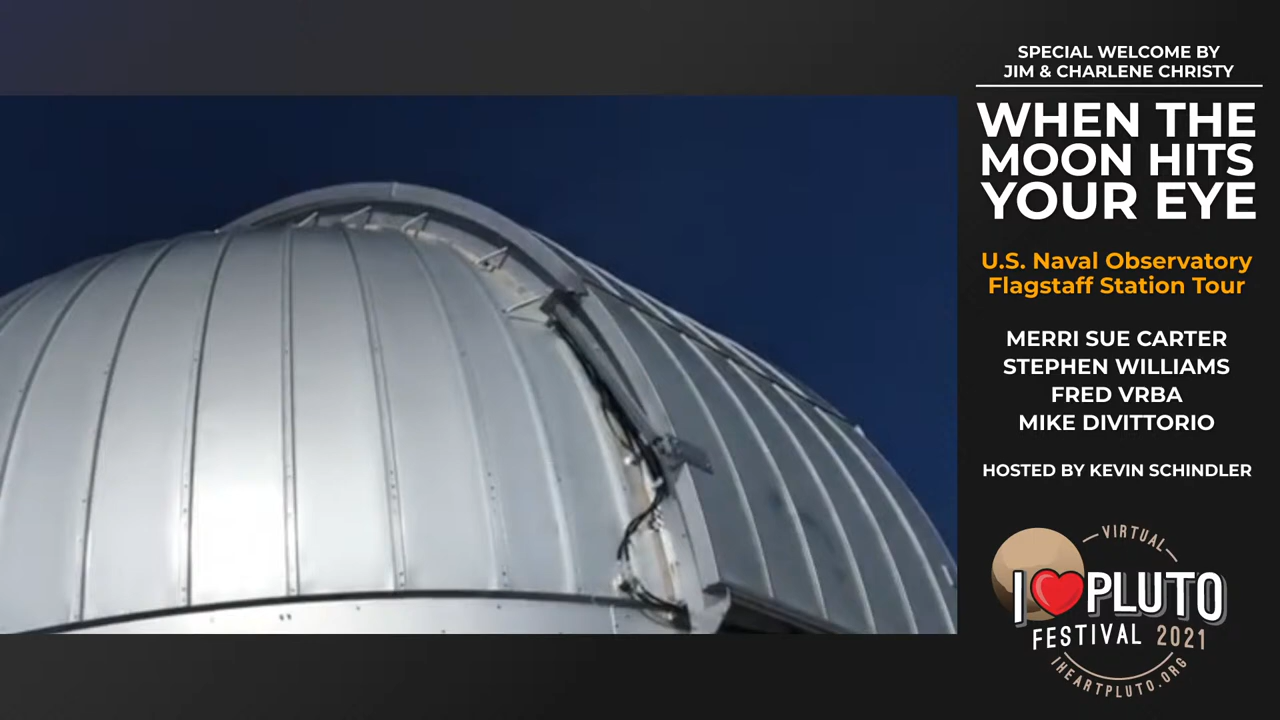 SPECIAL WELCOME BY
JIM & CHARLENE CHRISTY
WHEN THE
MOON HITS
YOUR EYE
U.S. Naval Observatory
Flagstaff Station Tour
MERRI SUE CARTER
STEPHEN WILLIAMS
FRED VRBA
MIKE DIVITTORIO
HOSTED BY KEVIN SCHINDLER
VIRTUAL
I PLUTO
FESTIVAL 2021
IHEARTPLUTO.ORG